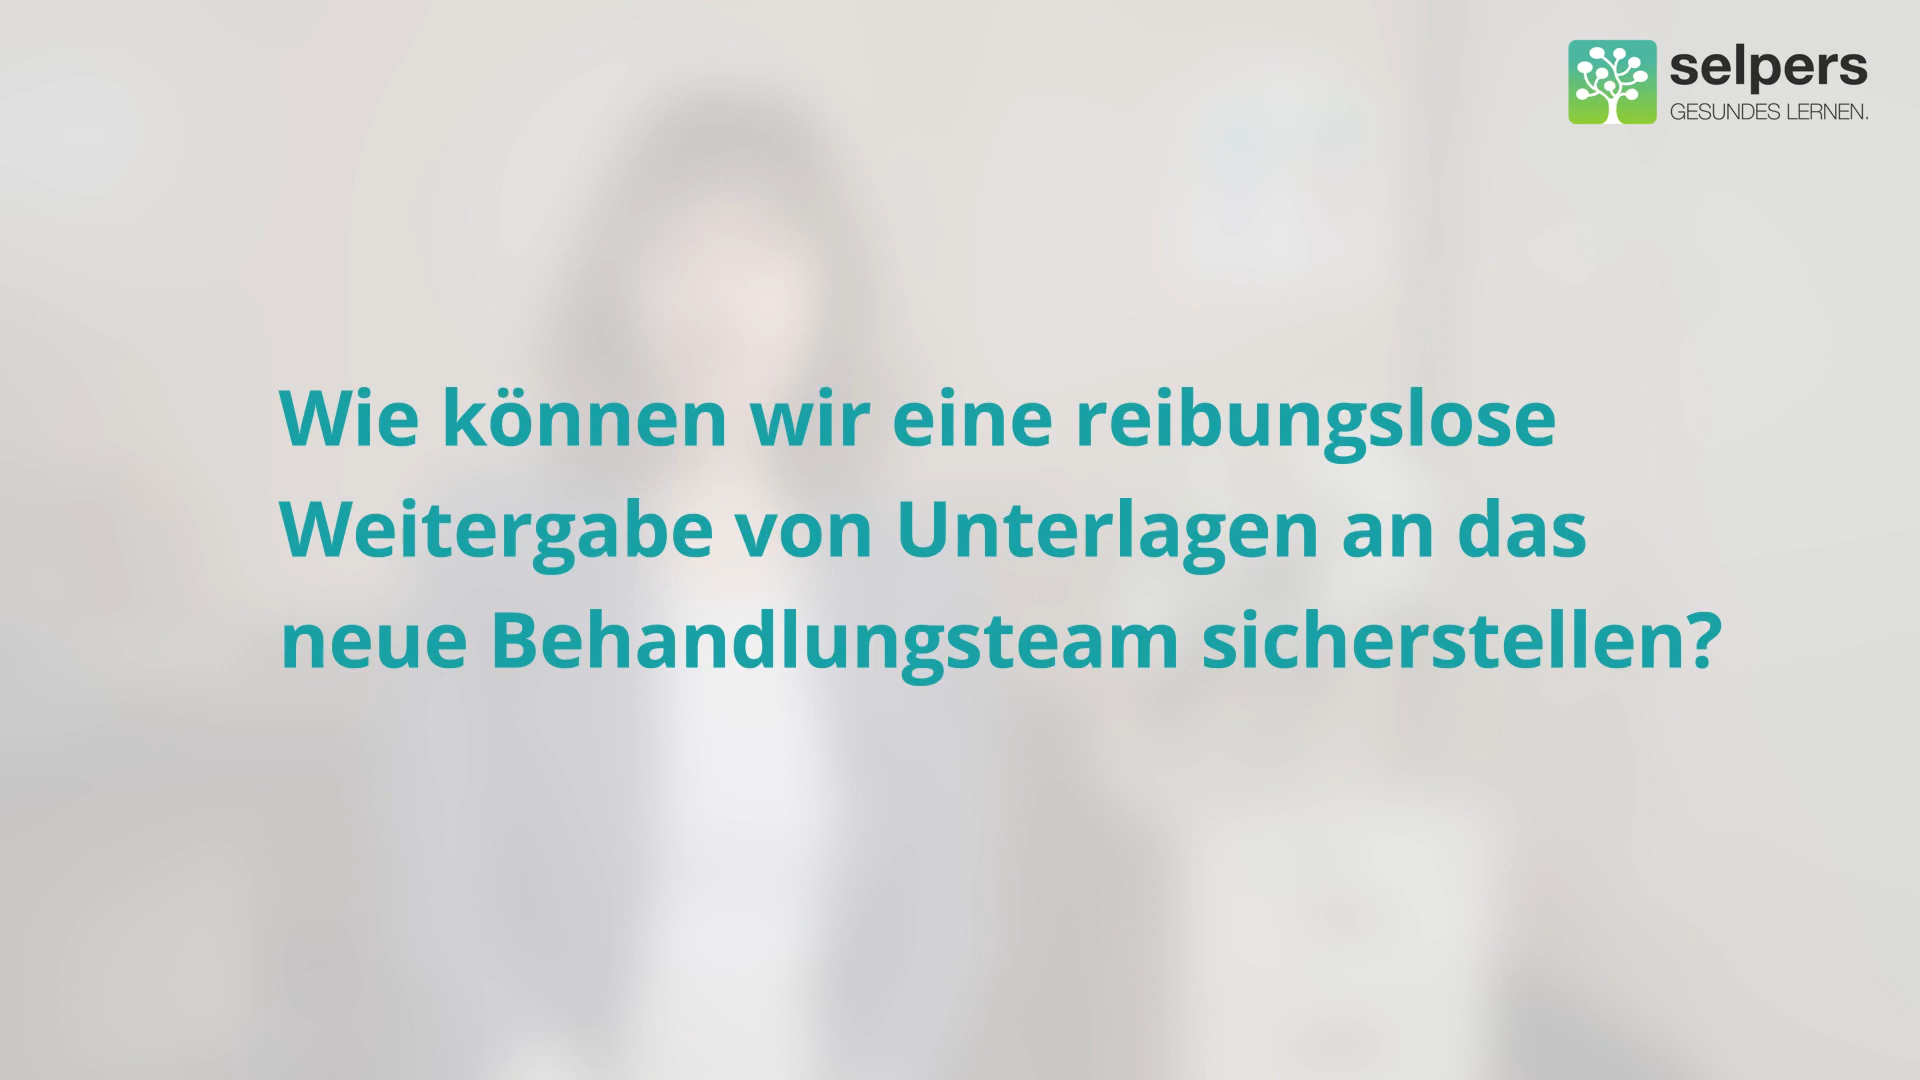 selpers
GESUNDES LERNEN.
Wie können wir eine reibungslose
Weitergabe von Unterlagen an das
neue Behandlungsteam sicherstellen?